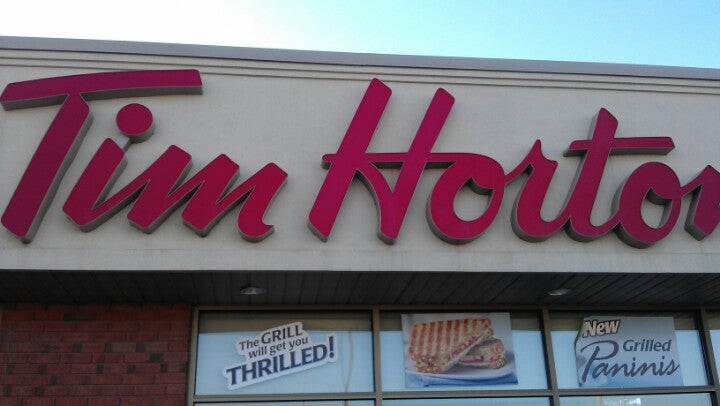 Tim Horton
The GRILL
will get you
THRILLED!
New
Grilled
Paninis